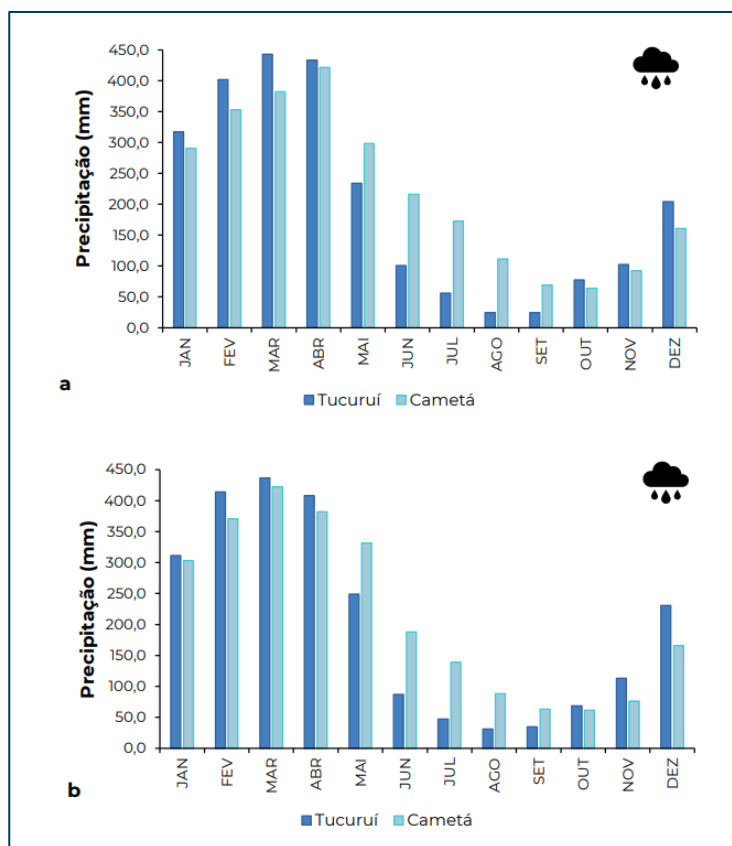 Precipitação (mm)
450,0
400,0
350,0
300,0
250,0
200,0
150,0
100,0
50,0
0,0
JAN FEV MAR ABR MAI JUN JUL AGO SET OUT NOV DEZ
a
Tucuruí Cametá
Precipitação (mm)
450,0
400,0
350,0
300,0
250,0
200,0
150,0
100,0
50,0
0,0
JAN FEV MAR ABR MAI JUN JUL AGO SET OUT NOV DEZ
b
Tucuruí Cametá